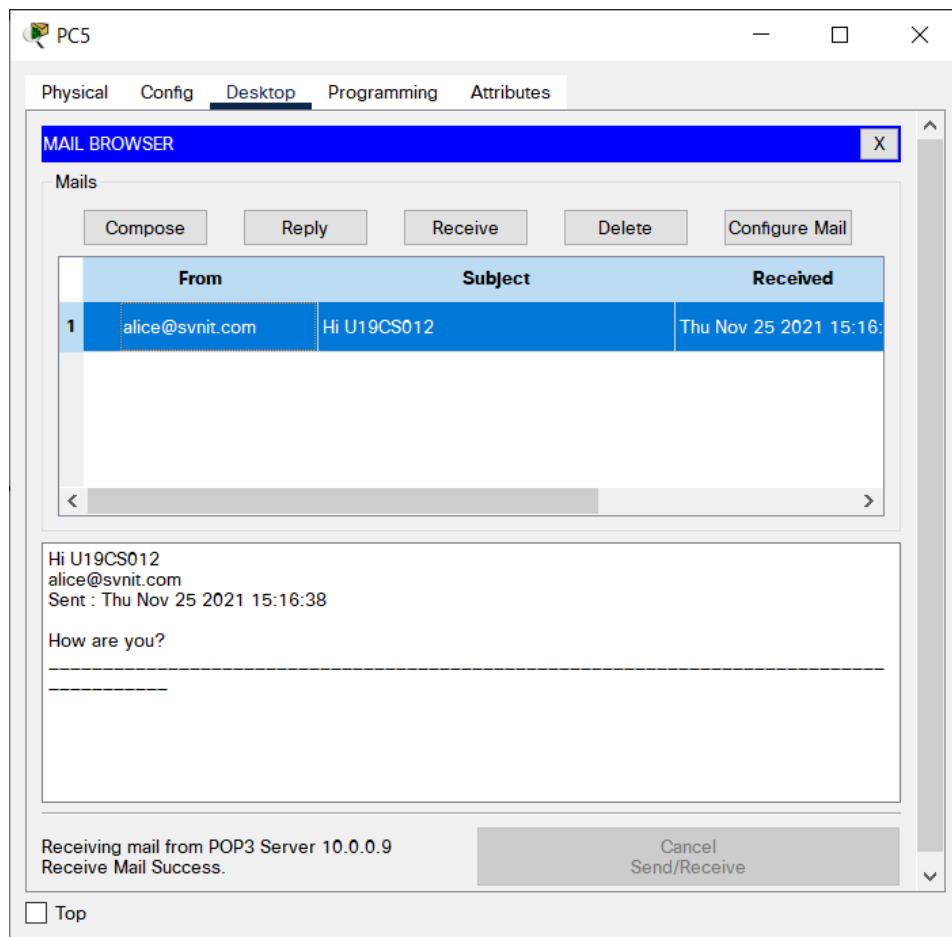 PC5
Physical Config Desktop Programming Attributes
MAIL BROWSER X
Mails
Compose Reply Receive Delete Configure Mail
From Subject Received
1 alice@svnit.com Hi U19CS012 Thu Nov 25 2021 15:16:
Hi U19CS012
alice@svnit.com
Sent : Thu Nov 25 2021 15:16:38
How are you?
Receiving mail from POP3 Server 10.0.0.9
Receive Mail Success.
Cancel
Send/Receive
Top